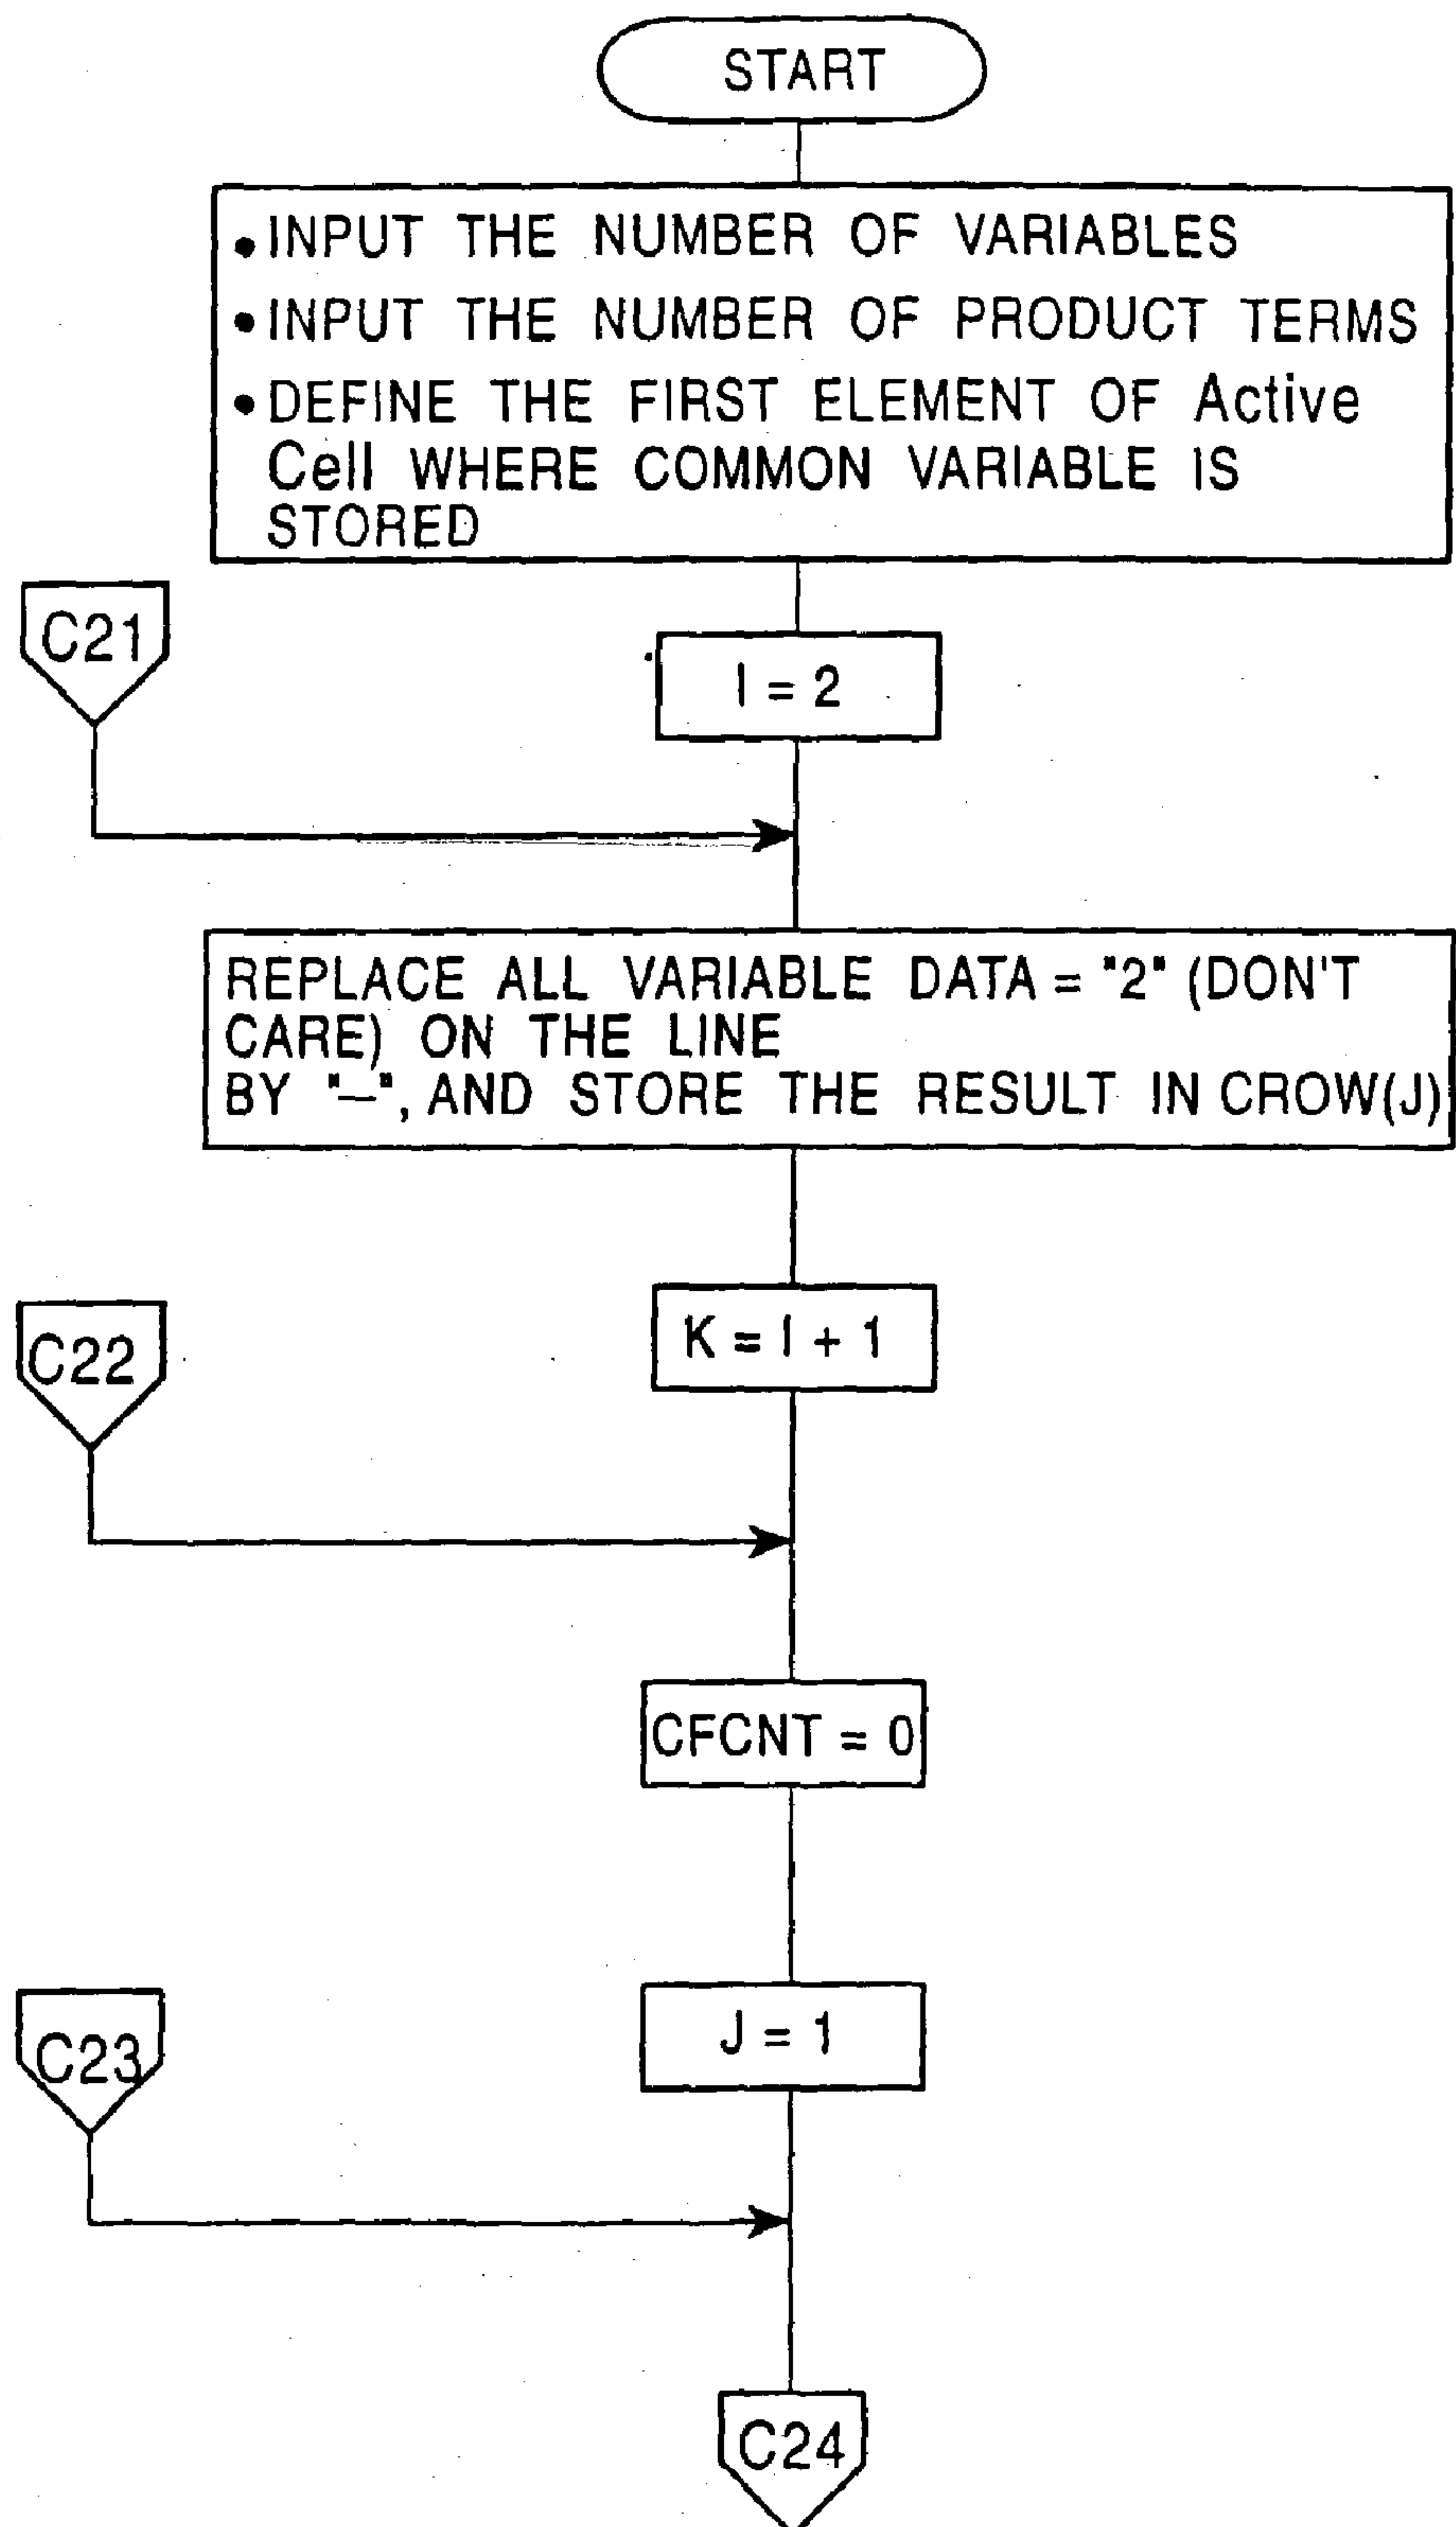 START
• INPUT THE NUMBER OF VARIABLES
• INPUT THE NUMBER OF PRODUCT TERMS
• DEFINE THE FIRST ELEMENT OF Active
Cell WHERE COMMON VARIABLE IS
STORED
C21
I = 2
REPLACE ALL VARIABLE DATA = "2" (DON'T
CARE) ON THE LINE
BY "–", AND STORE THE RESULT IN CROW(J)
K = I + 1
C22
CFCNT = 0
J = 1
C23
C24